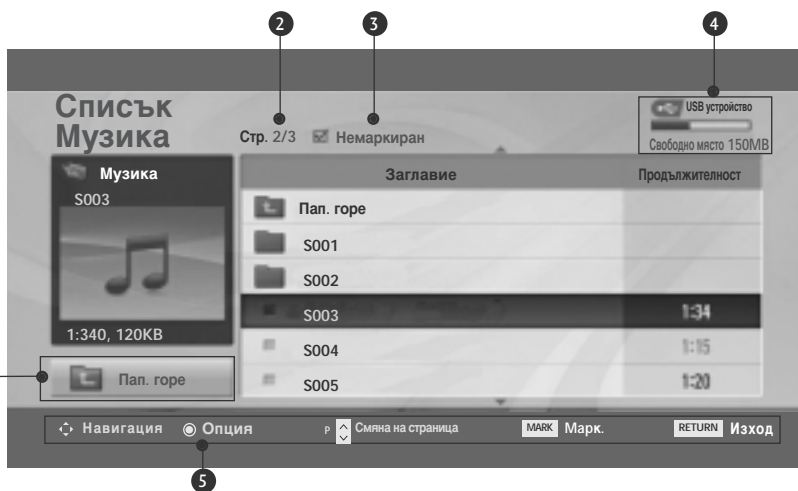 2
3
4
Списък
Музика
Стр. 2/3
Немаркиран
USB устройство
Свободно място 150MB
Музика
S003
1:340, 120KB
Пап. горе
Заглавие
Продължителност
Пап. горе
S001
S002
S003
1:34
S004
1:15
S005
1:20
Навигация
Опция
P
Смяна на страница
MARK
Марк.
RETURN
Изход
5